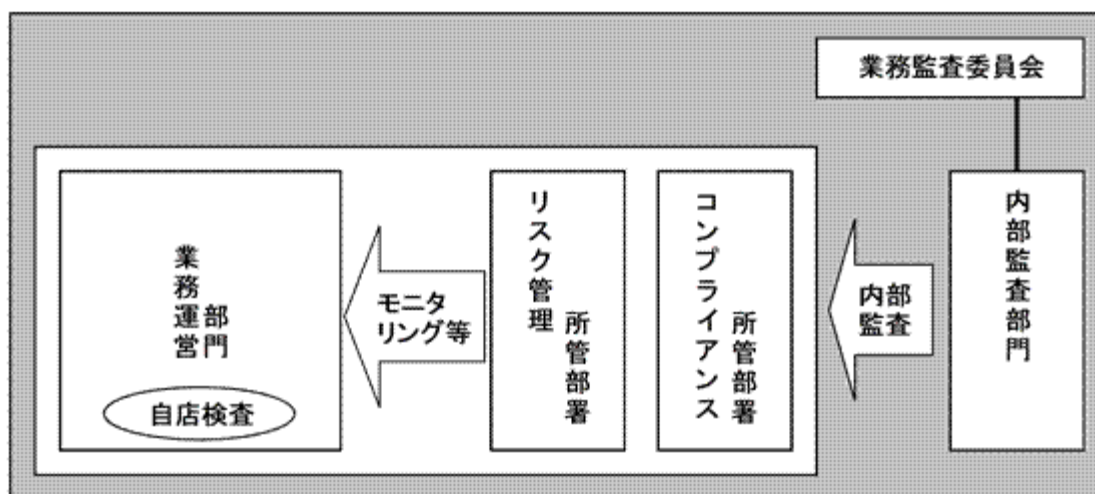 業務監査委員会
業務運営
部門
自店検査
モニタ
リング等
リスク管理
所管部署
コンプライアンス
所管部署
内部
監査
内部監査部門